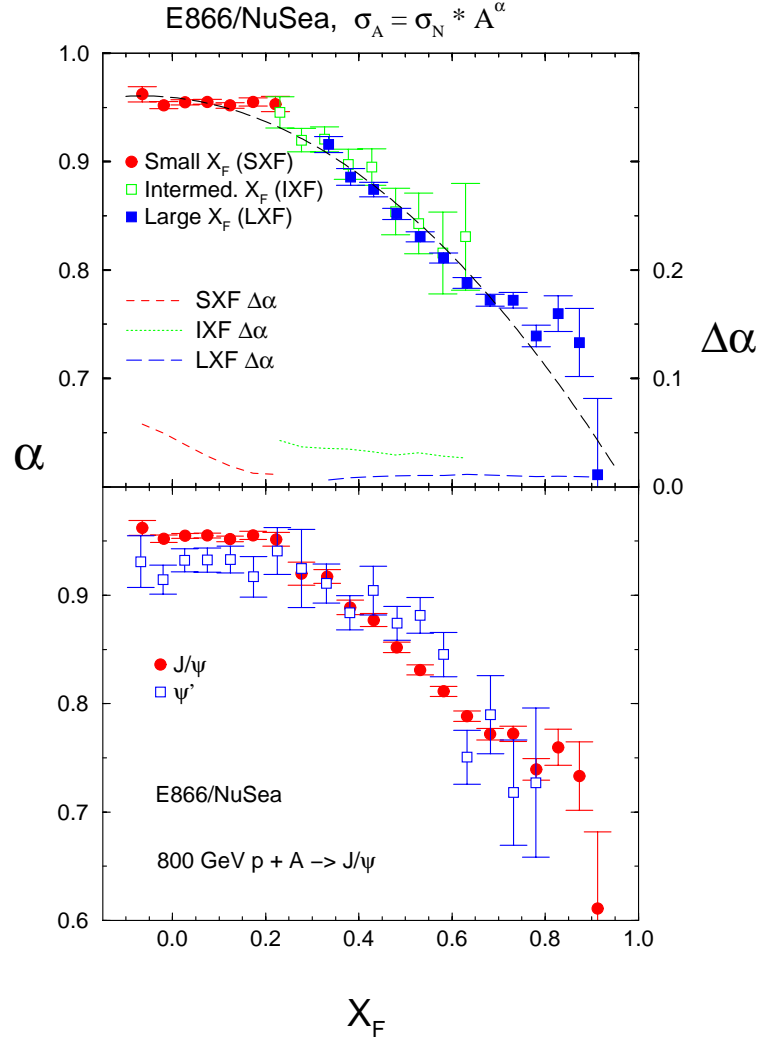 E866/NuSea, σ_A = σ_N * A^α
1.0
0.9
Small X_F (SXF)
Intermed. X_F (IXF)
Large X_F (LXF)
0.8
0.2
SXF Δα
IXF Δα
LXF Δα
0.7
0.1
Δα
α
0.0
0.9
J/ψ
ψ’
0.8
0.7
E866/NuSea
800 GeV p + A −> J/ψ
0.6
0.0
0.2
0.4
0.6
0.8
1.0
X_F